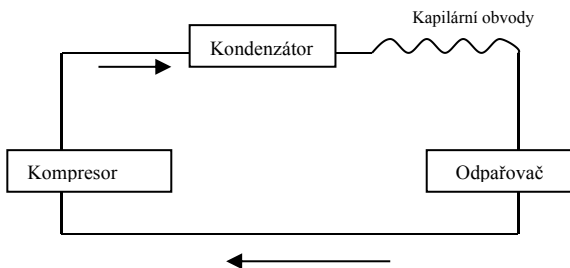 Kapilární obvody
Kondenzátor
Kompresor
Odpařovač